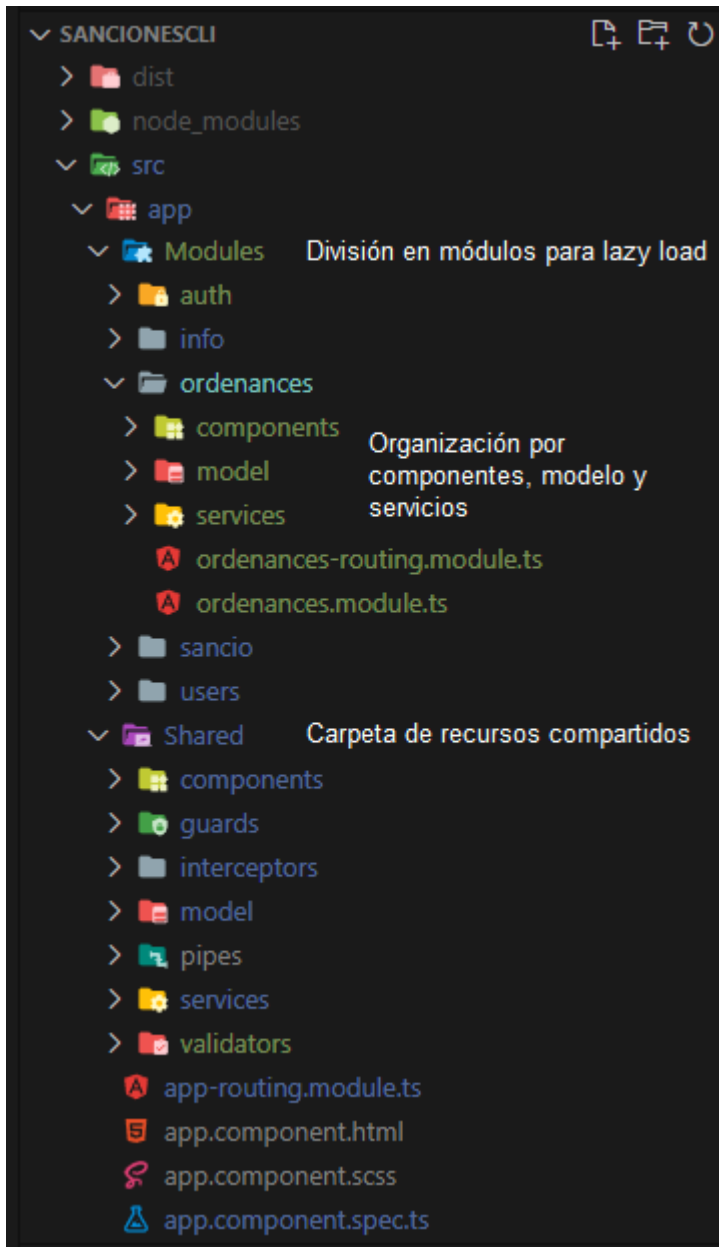 SANCIONESCLI
dist
node_modules
src
app
Modules División en módulos para lazy load
auth
info
ordenances
components
model
services
Organización por
componentes, modelo y
servicios
ordenances-routing.module.ts
ordenances.module.ts
sancio
users
Shared Carpeta de recursos compartidos
components
guards
interceptors
model
pipes
services
validators
app-routing.module.ts
app.component.html
app.component.scss
app.component.spec.ts